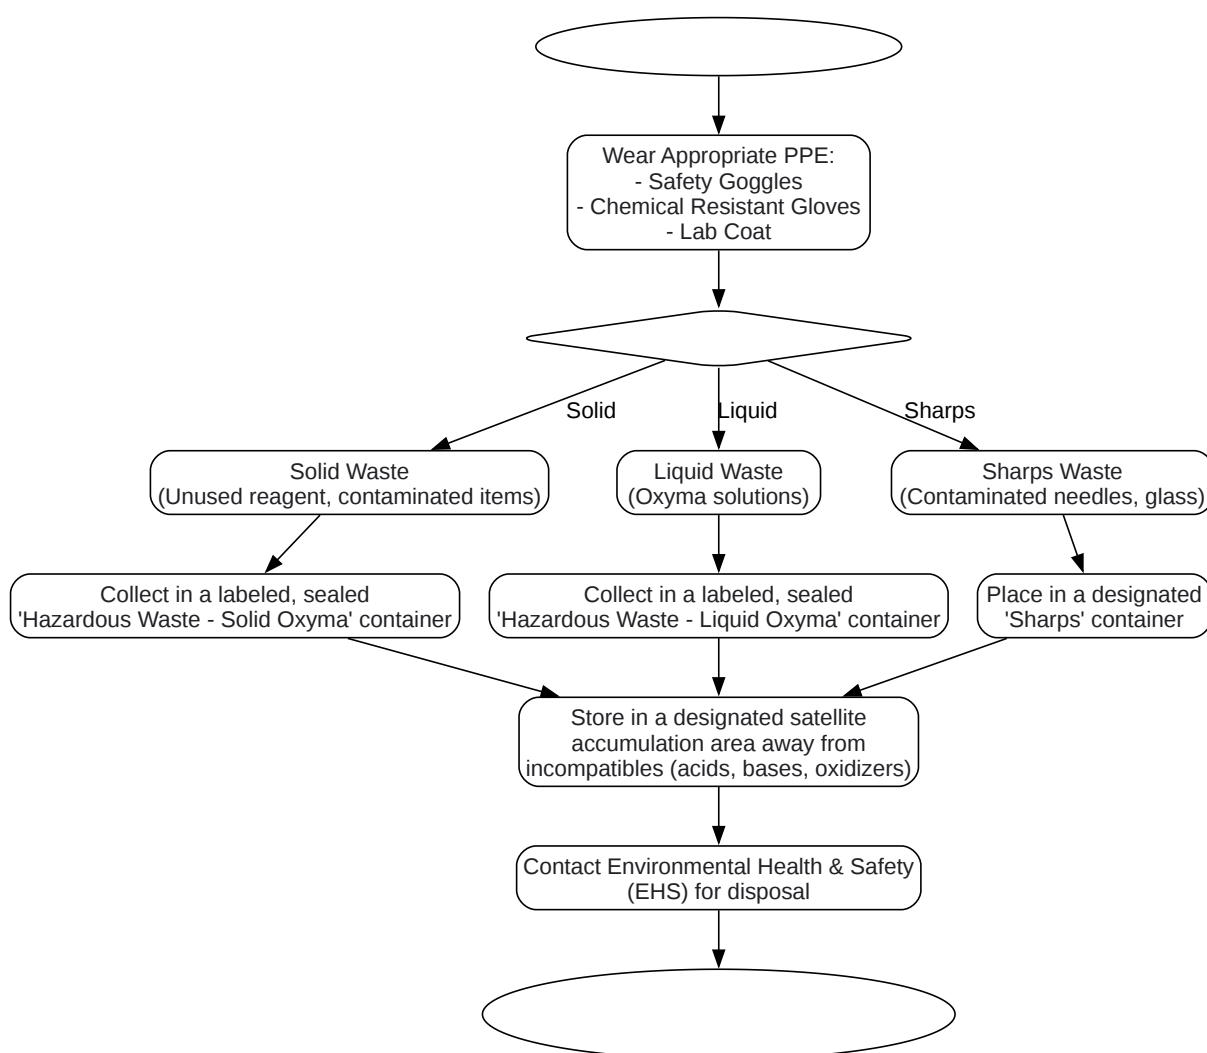 Wear Appropriate PPE:
- Safety Goggles
- Chemical Resistant Gloves
- Lab Coat
Solid
Liquid
Sharps
Solid Waste
(Unused reagent, contaminated items)
Liquid Waste
(Oxyma solutions)
Sharps Waste
(Contaminated needles, glass)
Collect in a labeled, sealed
'Hazardous Waste - Solid Oxyma' container
Collect in a labeled, sealed
'Hazardous Waste - Liquid Oxyma' container
Place in a designated
'Sharps' container
Store in a designated satellite
accumulation area away from
incompatibles (acids, bases, oxidizers)
Contact Environmental Health & Safety
(EHS) for disposal